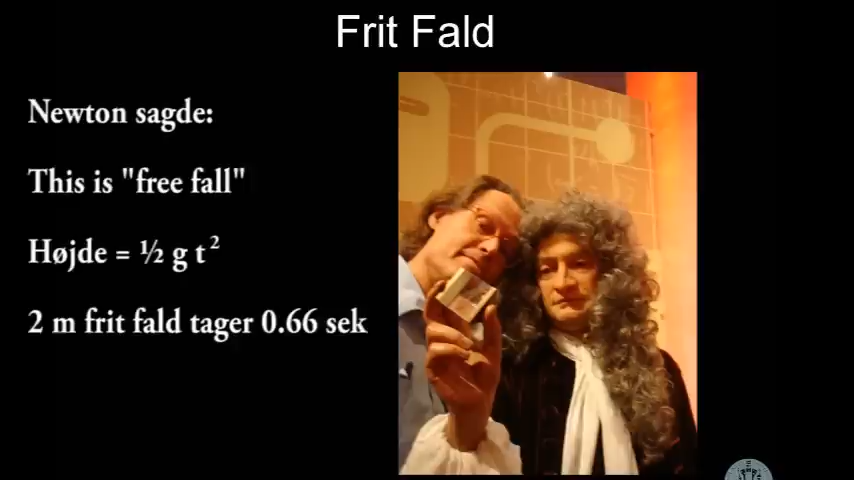 Frit Fald
Newton sagde:
This is "free fall"
Højde = ½ g t²
2 m frit fald tager 0.66 sek